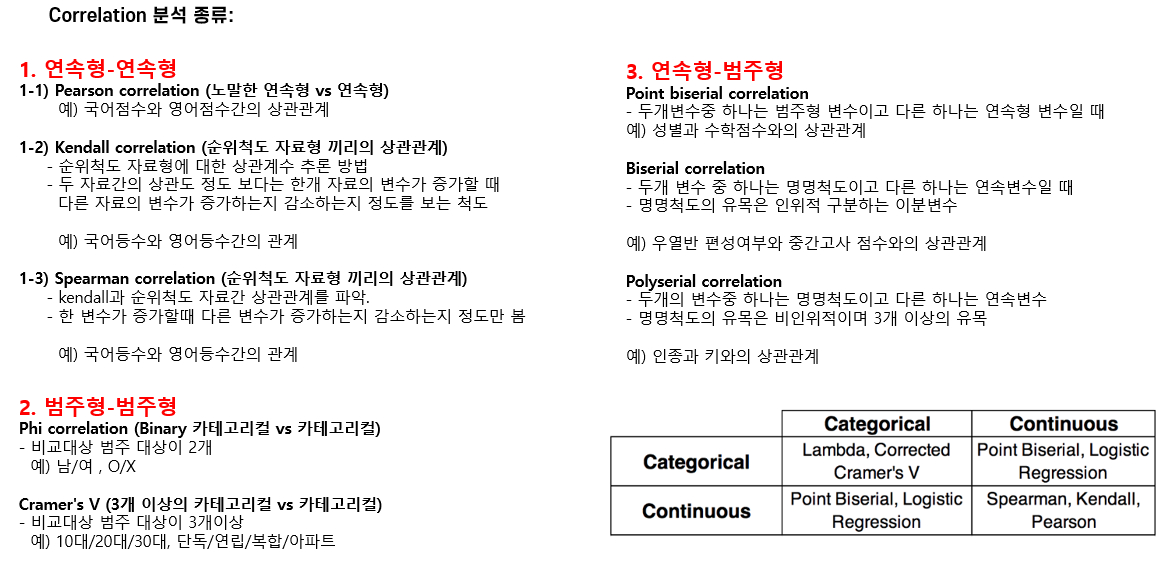 Correlation 분석 종류:
1. 연속형-연속형
1-1) Pearson correlation (노말한 연속형 vs 연속형)
예) 국어점수와 영어점수간의 상관관계
1-2) Kendall correlation (순위척도 자료형 끼리의 상관관계)
- 순위척도 자료형에 대한 상관계수 추론 방법
- 두 자료간의 상관도 정도 보다는 한개 자료의 변수가 증가할 때
다른 자료의 변수가 증가하는지 감소하는지 정도를 보는 척도
예) 국어등수와 영어등수간의 관계
1-3) Spearman correlation (순위척도 자료형 끼리의 상관관계)
- kendall과 순위척도 자료간 상관관계를 파악.
- 한 변수가 증가할때 다른 변수가 증가하는지 감소하는지 정도만 봄
예) 국어등수와 영어등수간의 관계
2. 범주형-범주형
Phi correlation (Binary 카테고리컬 vs 카테고리컬)
- 비교대상 범주 대상이 2개
예) 남/여 , O/X
Cramer's V (3개 이상의 카테고리컬 vs 카테고리컬)
- 비교대상 범주 대상이 3개이상
예) 10대/20대/30대, 단독/연립/복합/아파트
3. 연속형-범주형
Point biserial correlation
- 두개변수중 하나는 범주형 변수이고 다른 하나는 연속형 변수일 때
예) 성별과 수학점수와의 상관관계
Biserial correlation
- 두개 변수 중 하나는 명명척도이고 다른 하나는 연속변수일 때
- 명명척도의 유목은 인위적 구분하는 이분변수
예) 우열반 편성여부와 중간고사 점수와의 상관관계
Polyserial correlation
- 두개의 변수중 하나는 명명척도이고 다른 하나는 연속변수
- 명명척도의 유목은 비인위적이며 3개 이상의 유목
예) 인종과 키와의 상관관계
Categorical Continuous
Categorical
Lambda, Corrected
Cramer's V
Point Biserial, Logistic
Regression
Continuous
Point Biserial, Logistic
Regression
Spearman, Kendall,
Pearson